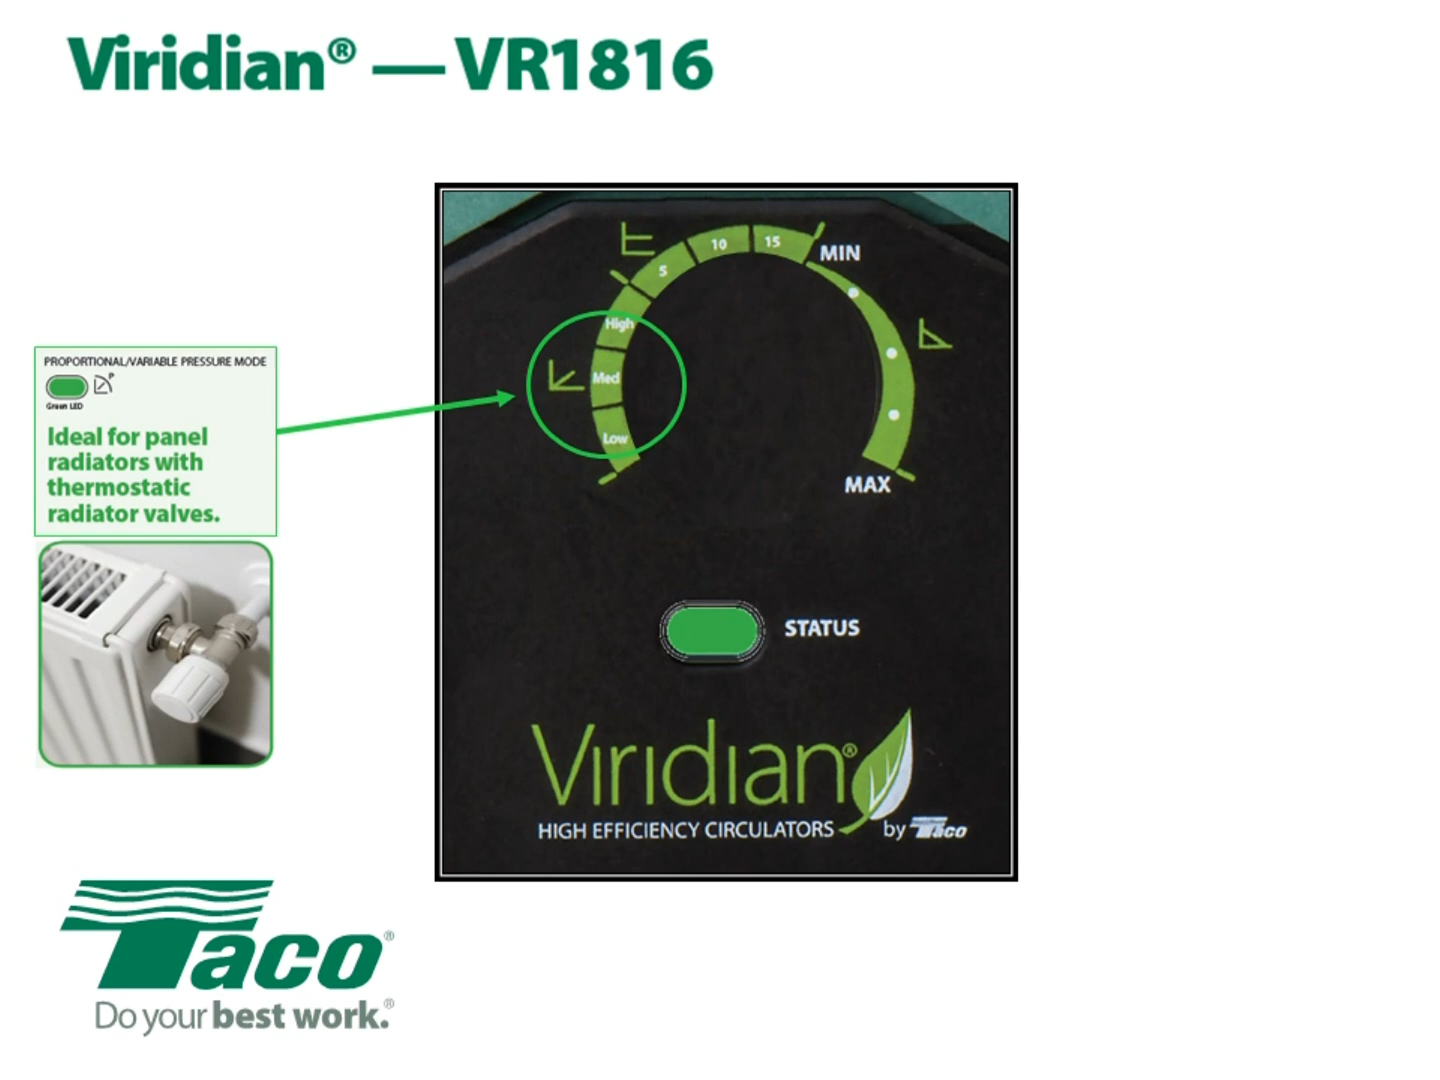 Viridian® — VR1816
PROPORTIONAL/VARIABLE PRESSURE MODE
P
Green LED
Ideal for panel
radiators with
thermostatic
radiator valves.
Low
Med
High
5
10
15
MIN
MAX
STATUS
Viridian®
HIGH EFFICIENCY CIRCULATORS
by Taco
Taco®
Do your best work.®